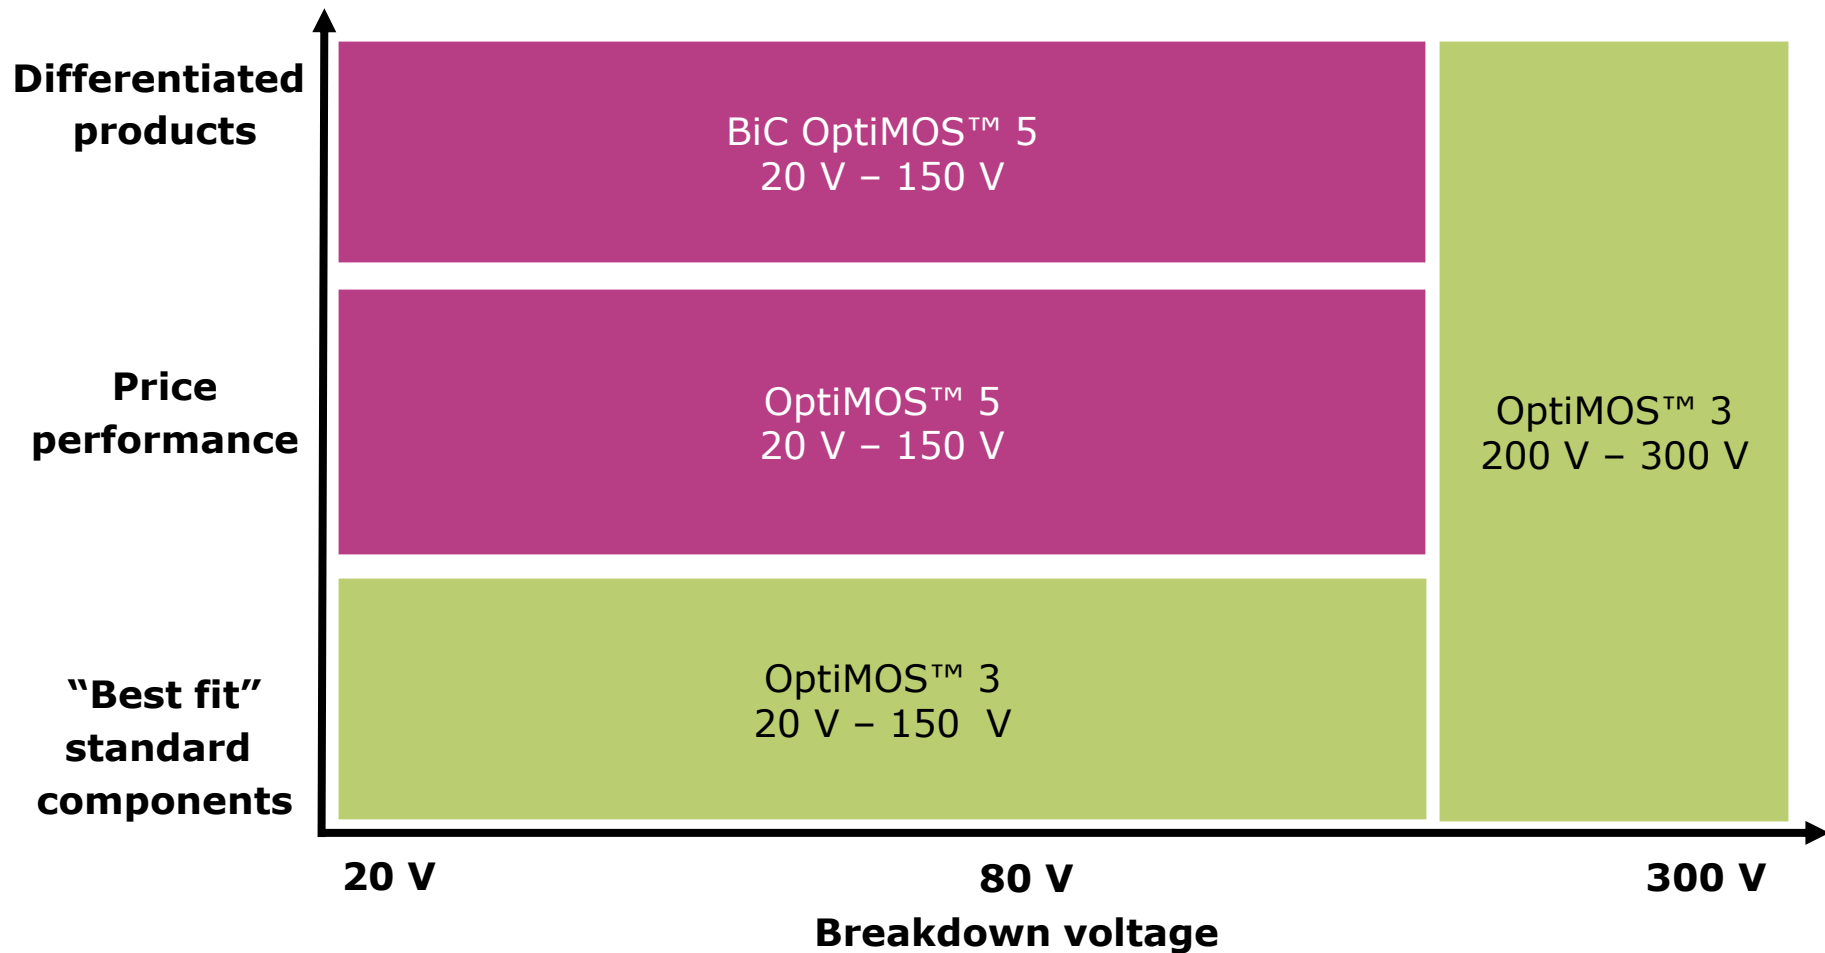 Differentiated
products
BiC OptiMOS™ 5
20 V – 150 V
Price
performance
OptiMOS™ 5
20 V – 150 V
OptiMOS™ 3
200 V – 300 V
“Best fit”
standard
components
OptiMOS™ 3
20 V – 150  V
20 V
80 V
300 V
Breakdown voltage